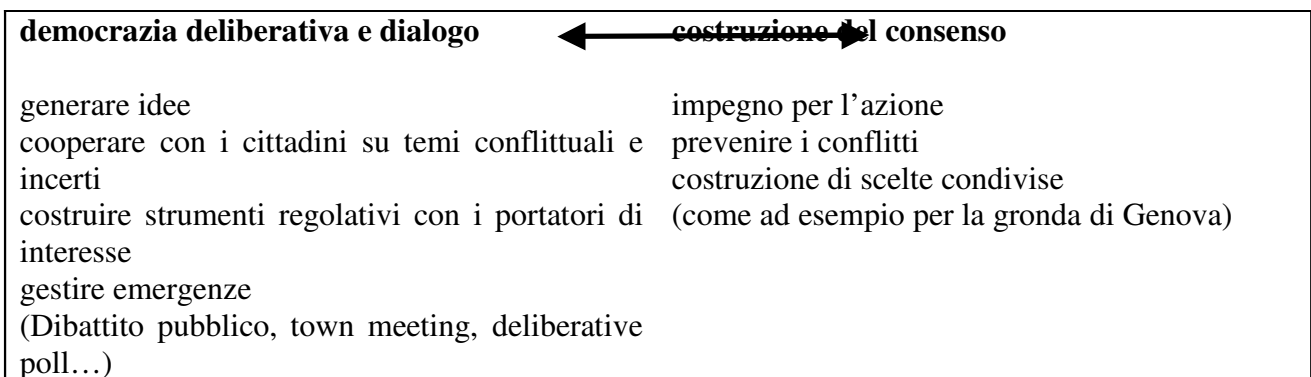 democrazia deliberativa e dialogo
generare idee
cooperare con i cittadini su temi conflittuali e
incerti
costruire strumenti regolativi con i portatori di
interesse
gestire emergenze
(Dibattito pubblico, town meeting, deliberative
poll…)
costruzione del consenso
impegno per l’azione
prevenire i conflitti
costruzione di scelte condivise
(come ad esempio per la gronda di Genova)